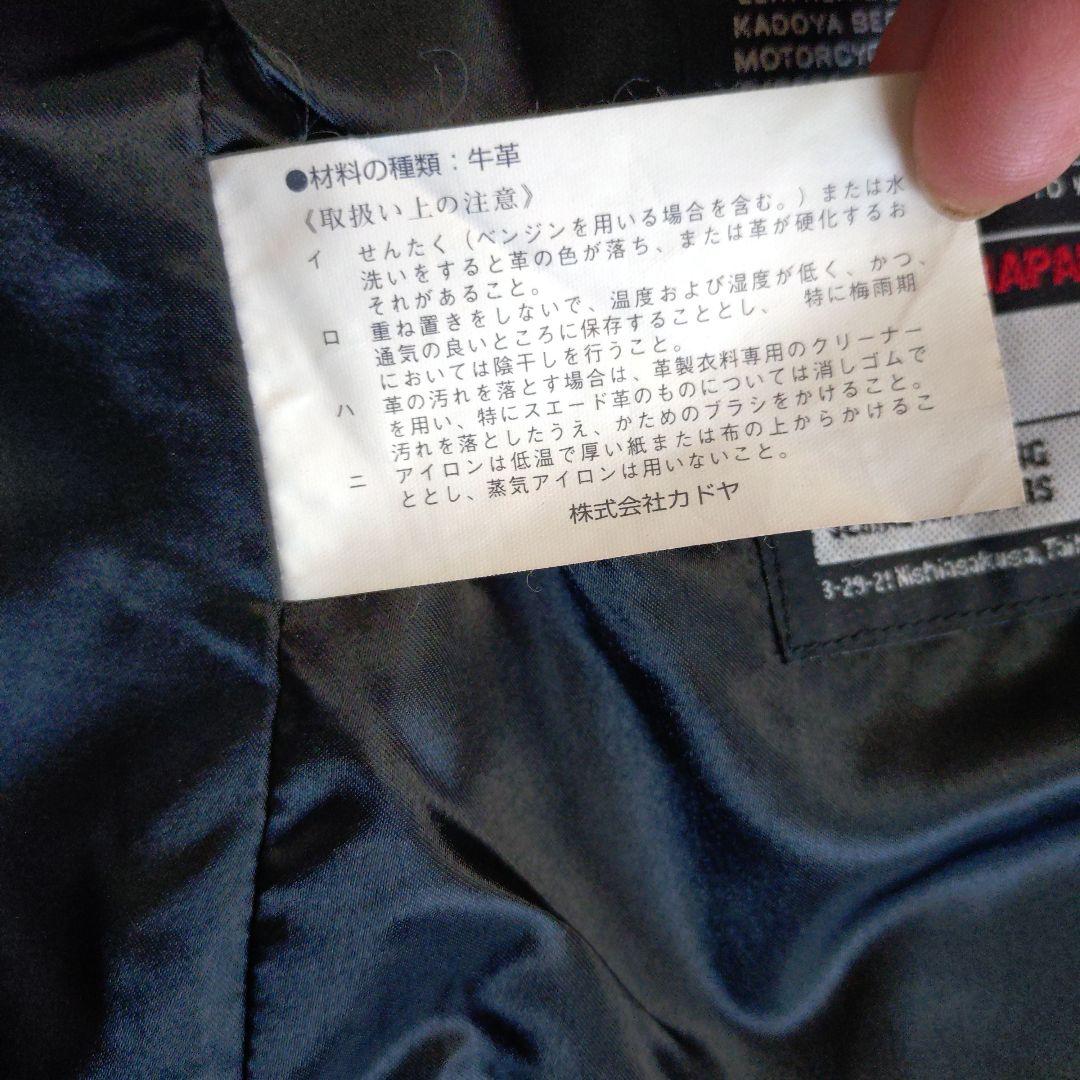 KADOYA
MOTORCYC
●材料の種類：牛革
《取扱い上の注意》
イ せんたく（ベンジンを用いる場合を含む。）または水
洗いをすると革の色が落ち、または革が硬化するお
それがあること。
ロ 重ね置きをしないで、温度および湿度が低く、かつ、
通気の良いところに保存することとし、 特に梅雨期
においては陰干しを行うこと。
ハ 革の汚れを落とす場合は、革製衣料専用のクリーナー
を用い、特にスエード革のものについては消しゴムで
汚れを落としたうえ、かためのブラシをかけること。
ニ アイロンは低温で厚い紙または布の上からかけるこ
ととし、蒸気アイロンは用いないこと。
株式会社カドヤ
3-29-21 Nishiasakusa,